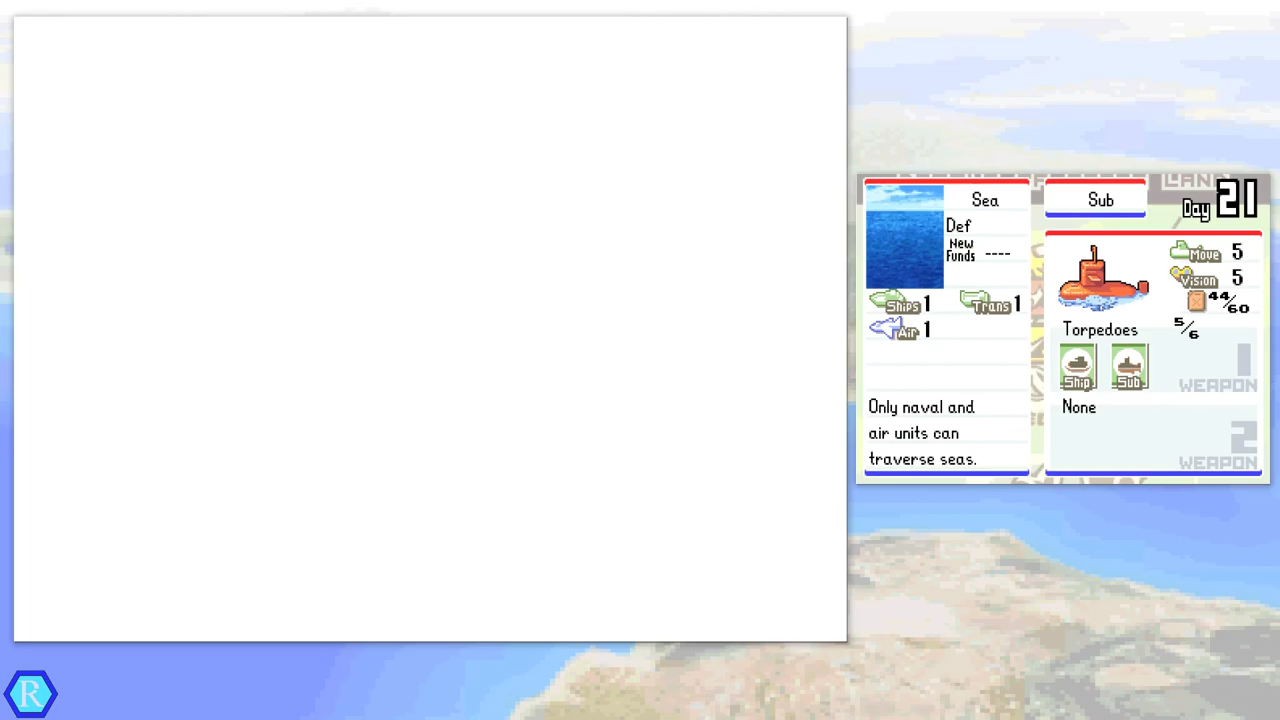 LAND
Sea
Sub
Day 21
Def
New Funds ----
Move 5
Vision 5
44/60
Ships 1
Trans 1
Air 1
Torpedoes
5/6
Ship
Sub
1
WEAPON
Only naval and
air units can
traverse seas.
None
2
WEAPON
R